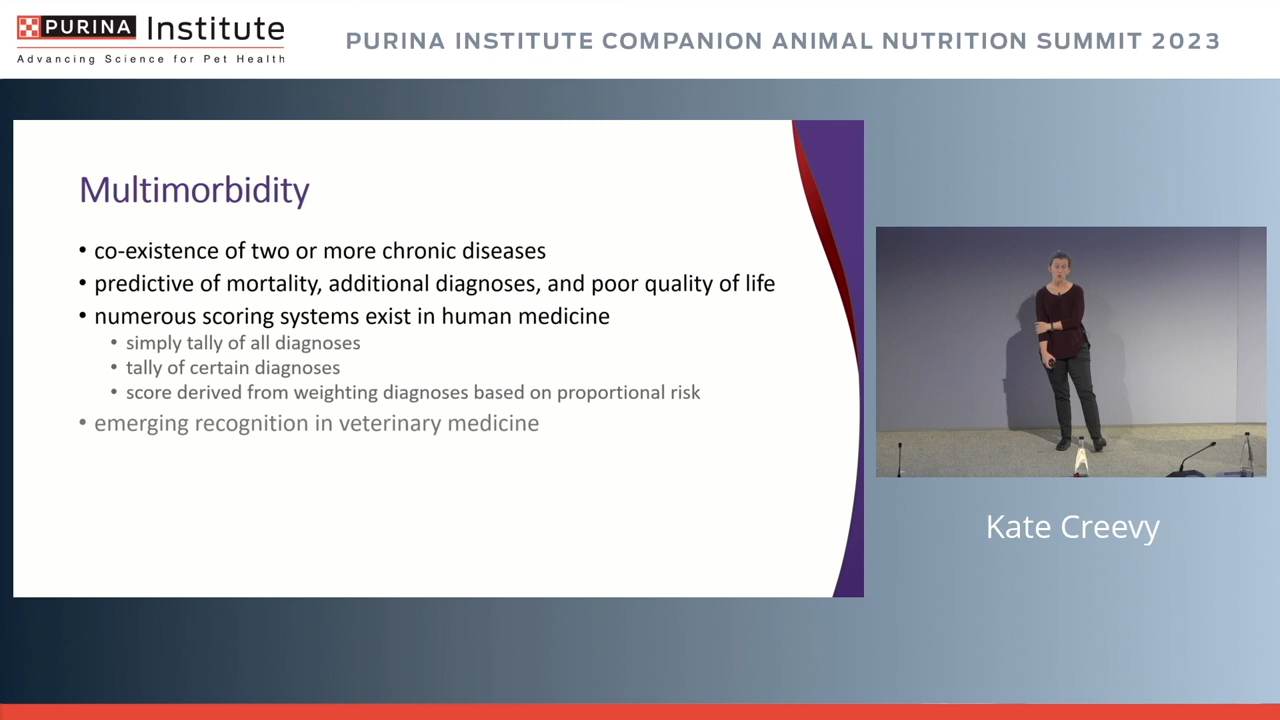 PURINA Institute
Advancing Science for Pet Health
PURINA INSTITUTE COMPANION ANIMAL NUTRITION SUMMIT 2023
Multimorbidity
• co-existence of two or more chronic diseases
• predictive of mortality, additional diagnoses, and poor quality of life
• numerous scoring systems exist in human medicine
• simply tally of all diagnoses
• tally of certain diagnoses
• score derived from weighting diagnoses based on proportional risk
• emerging recognition in veterinary medicine
Kate Creevy